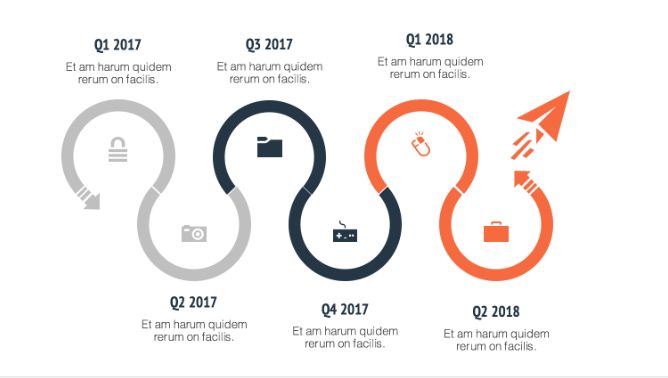 Q1 2017
Et am harum quidem
rerum on facilis.
Q3 2017
Et am harum quidem
rerum on facilis.
Q1 2018
Et am harum quidem
rerum on facilis.
Q2 2017
Et am harum quidem
rerum on facilis.
Q4 2017
Et am harum quidem
rerum on facilis.
Q2 2018
Et am harum quidem
rerum on facilis.